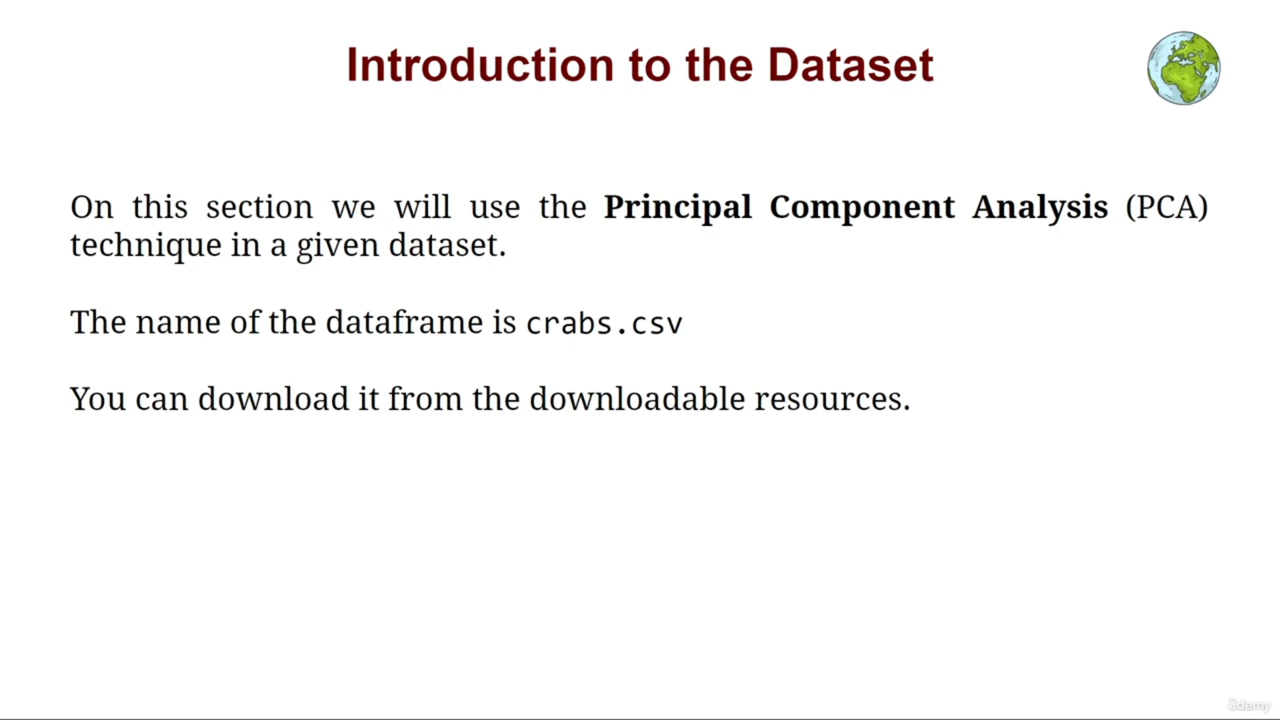 Introduction to the Dataset
On this section we will use the Principal Component Analysis (PCA)
technique in a given dataset.
The name of the dataframe is crabs.csv
You can download it from the downloadable resources.
ûdemy